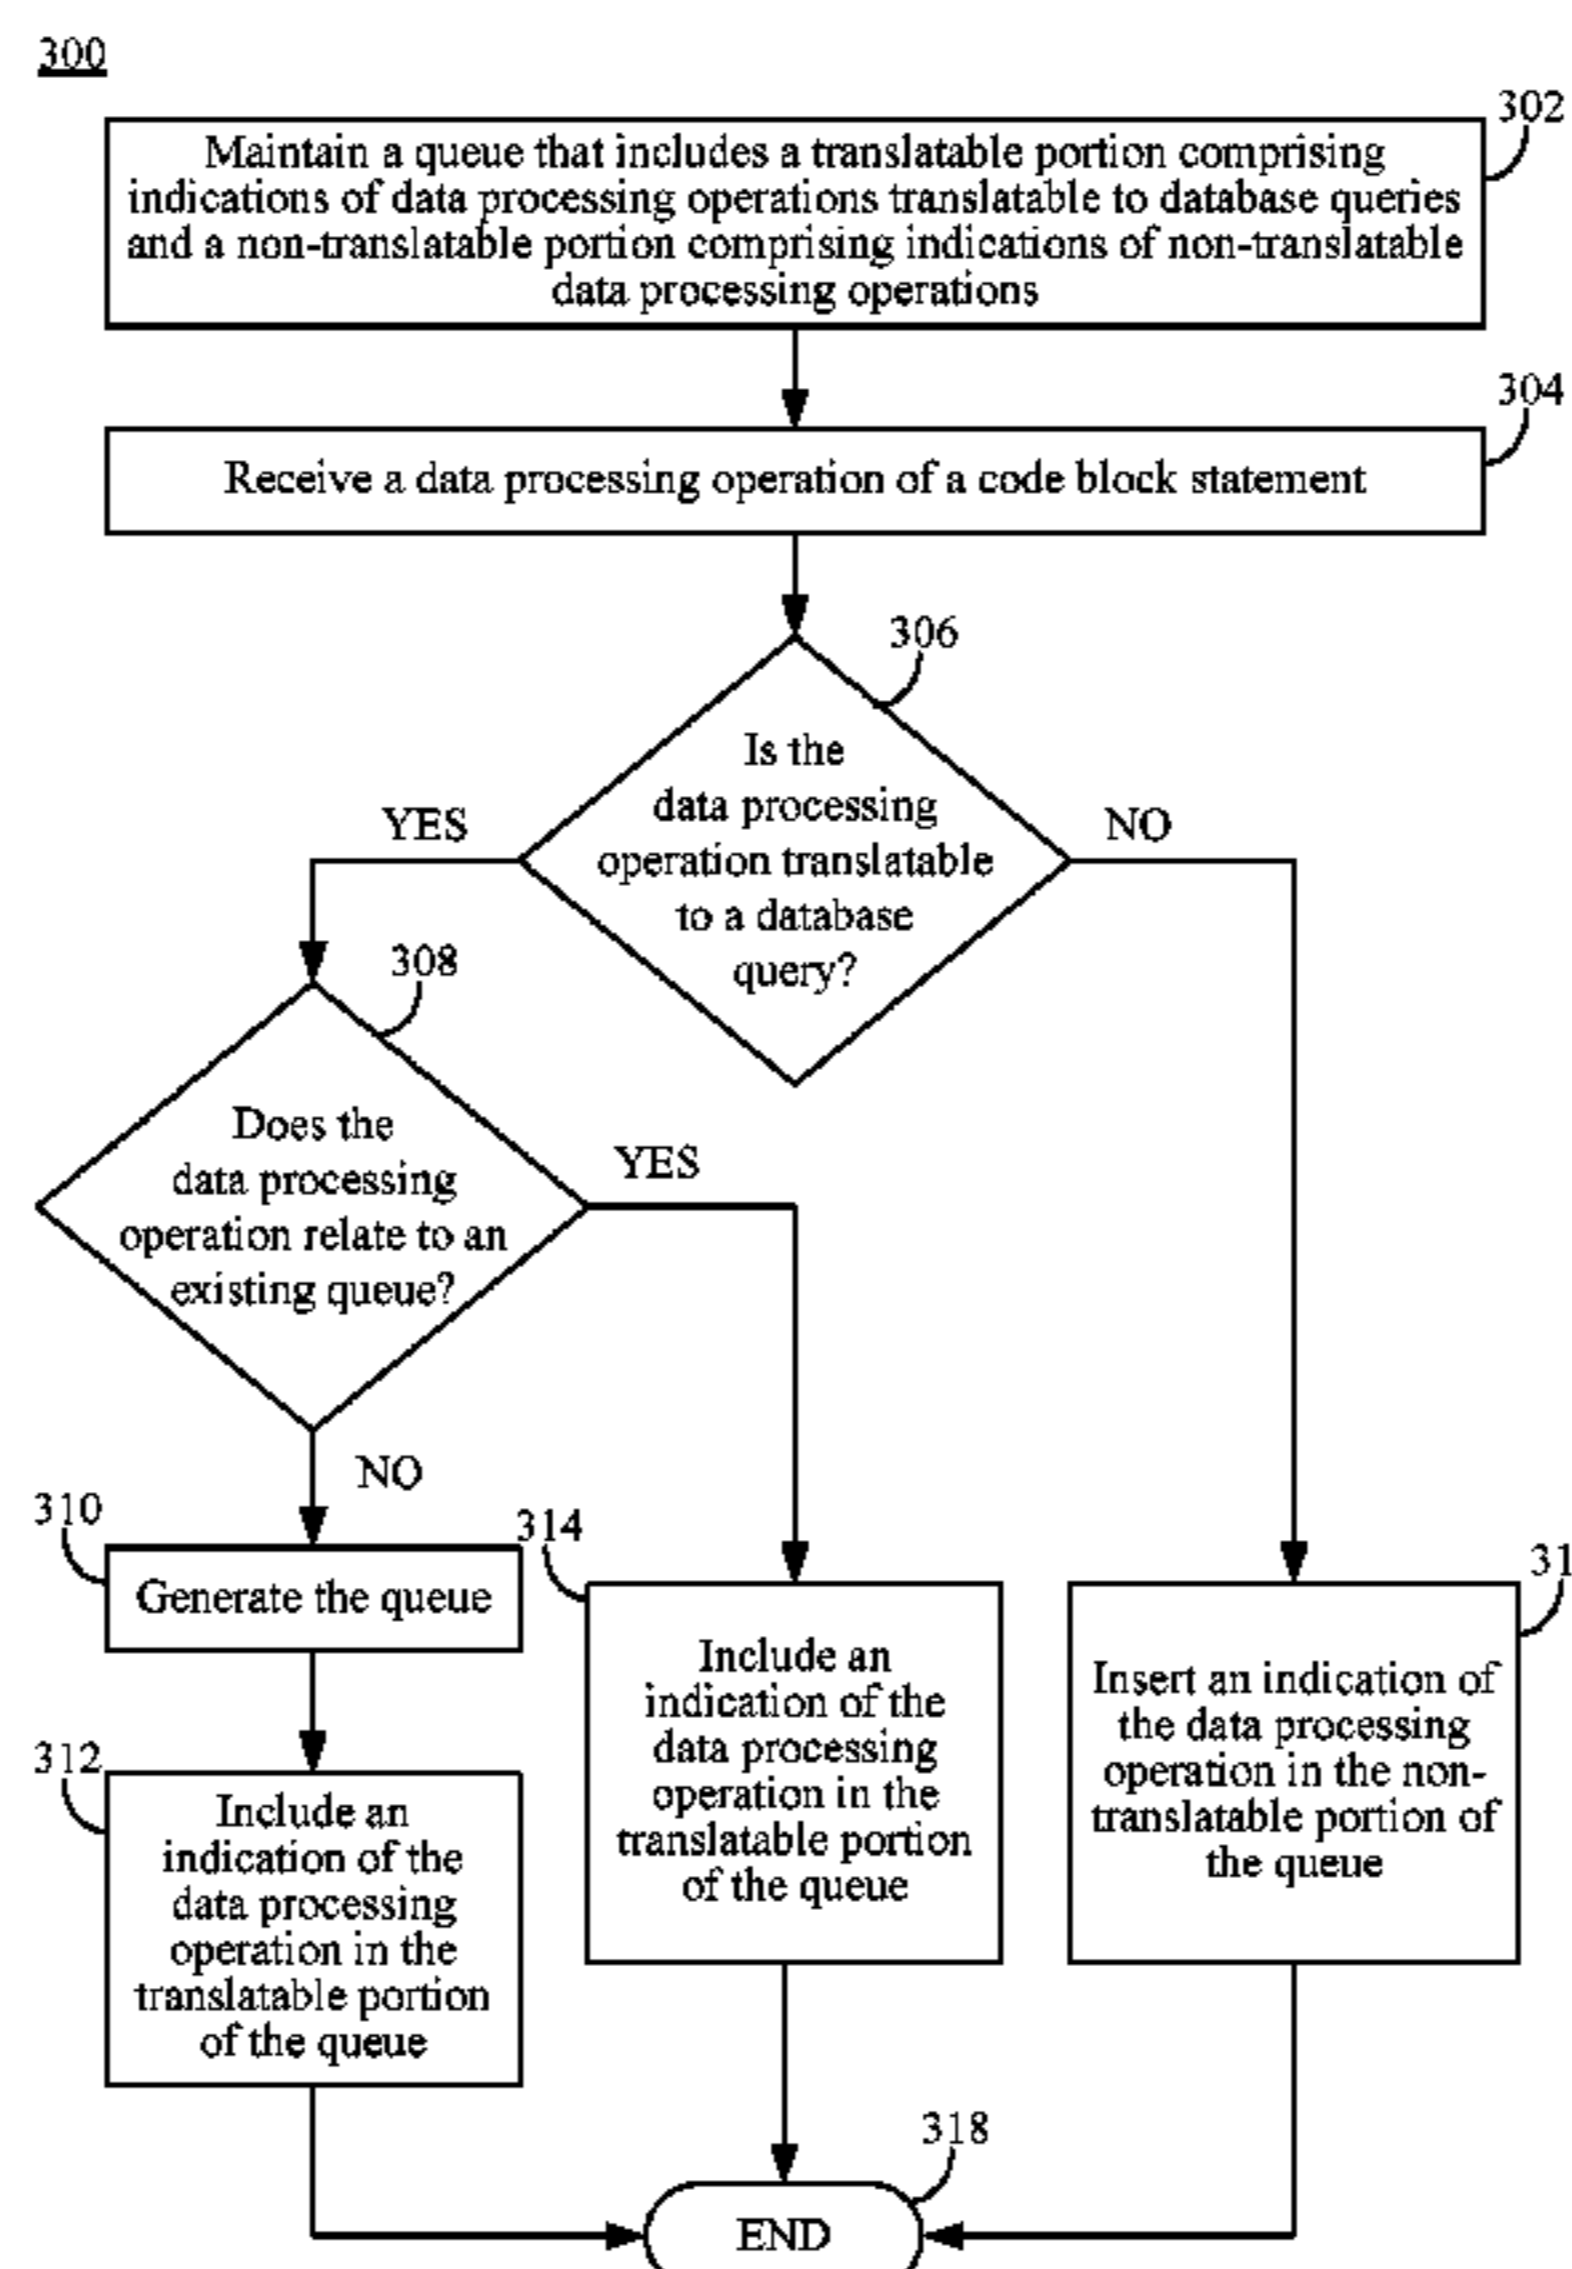 300
302
Maintain a queue that includes a translatable portion comprising
indications of data processing operations translatable to database queries
and a non-translatable portion comprising indications of non-translatable
data processing operations
304
Receive a data processing operation of a code block statement
306
Is the
data processing
operation translatable
to a database
query?
YES
NO
308
Does the
data processing
operation relate to an
existing queue?
YES
NO
310
Generate the queue
312
Include an
indication of the
data processing
operation in the
translatable portion
of the queue
314
Include an
indication of the
data processing
operation in the
translatable portion
of the queue
31
Insert an indication of
the data processing
operation in the non-
translatable portion of
the queue
318
END